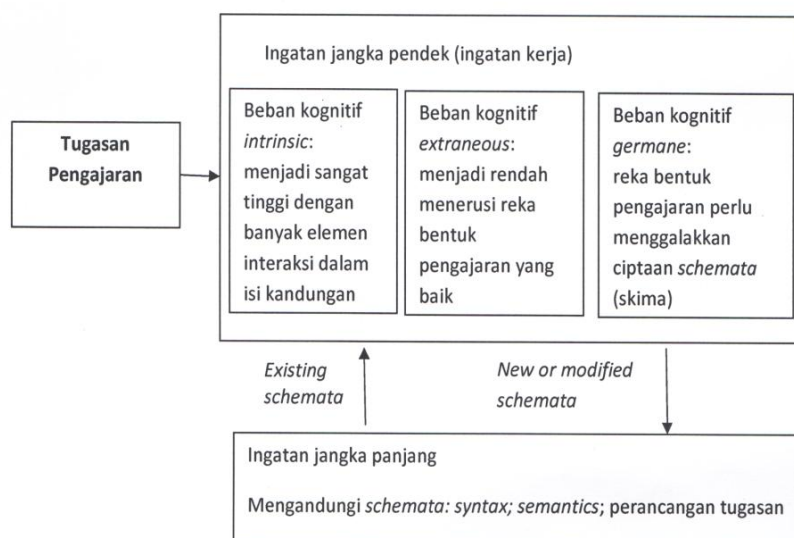 Ingatan jangka pendek (ingatan kerja)
Tugasan
Pengajaran
Beban kognitif
intrinsic:
menjadi sangat
tinggi dengan
banyak elemen
interaksi dalam
isi kandungan
Beban kognitif
extraneous:
menjadi rendah
menerusi reka
bentuk
pengajaran yang
baik
Beban kognitif
germane:
reka bentuk
pengajaran perlu
menggalakkan
ciptaan schemata
(skima)
Existing
schemata
New or modified
schemata
Ingatan jangka panjang
Mengandungi schemata: syntax; semantics; perancangan tugasan